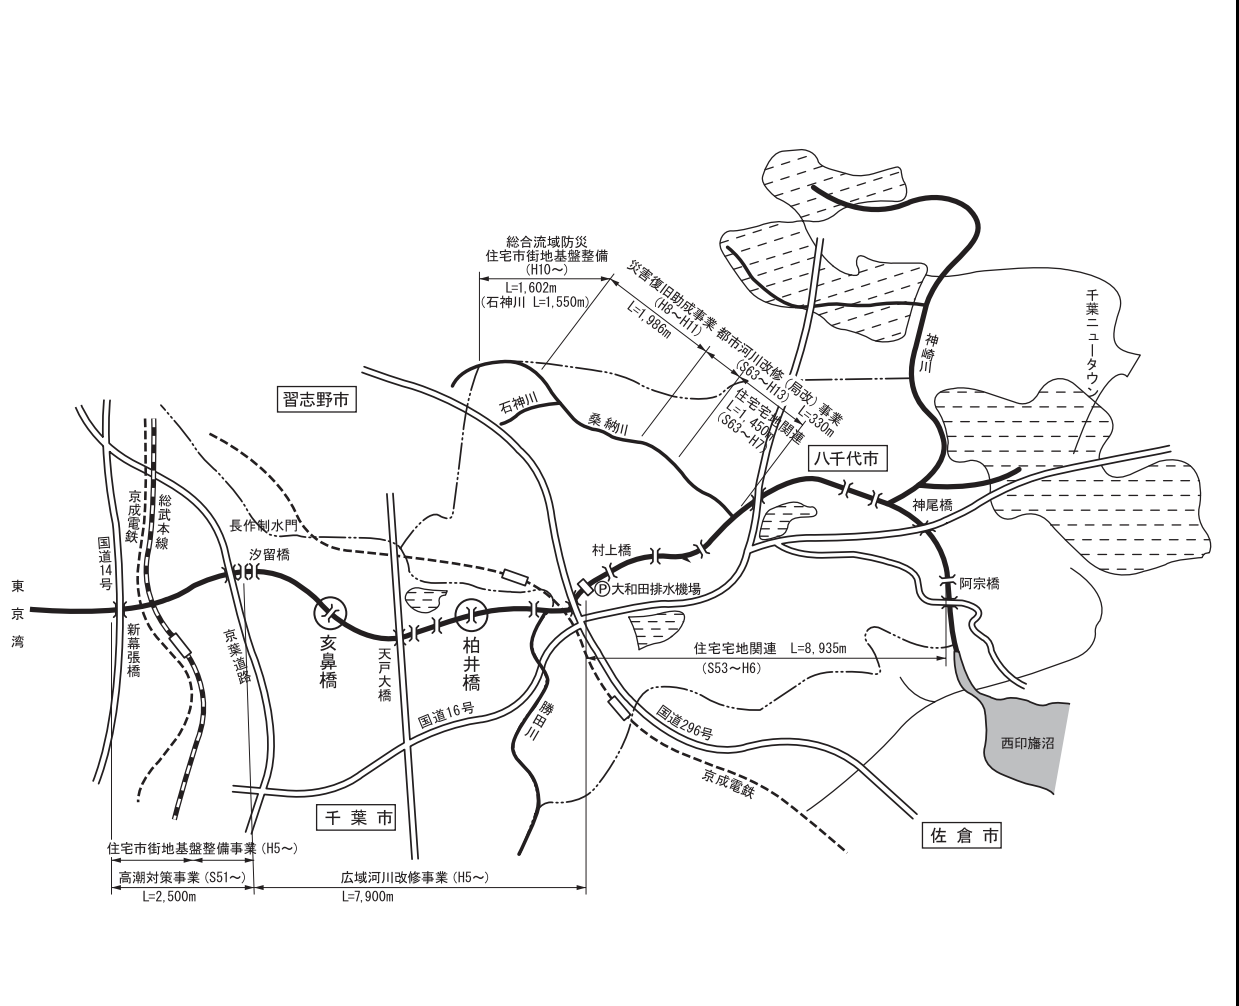 総合流域防災
住宅市街地基盤整備
(H10～)
L=1,602m
(石神川 L=1,550m)
災害復旧助成事業
(H8～H11)
L=1,986m
都市河川改修(局改)事業
(S63～H13)
L=330m
住宅宅地関連
L=1,450m
(S63～H7)
神崎川
千葉ニュータウン
習志野市
石神川
桑納川
八千代市
神尾橋
京成電鉄
総武本線
長作制水門
国道14号
汐留橋
村上橋
Ⓟ大和田排水機場
阿宗橋
東京湾
新幕張橋
京葉道路
亥鼻橋
天戸大橋
柏井橋
住宅宅地関連 L=8,935m
(S53～H6)
国道16号
勝田川
国道296号
西印旛沼
京成電鉄
千葉市
佐倉市
住宅市街地基盤整備事業(H5～)
高潮対策事業(S51～)
L=2,500m
広域河川改修事業(H5～)
L=7,900m